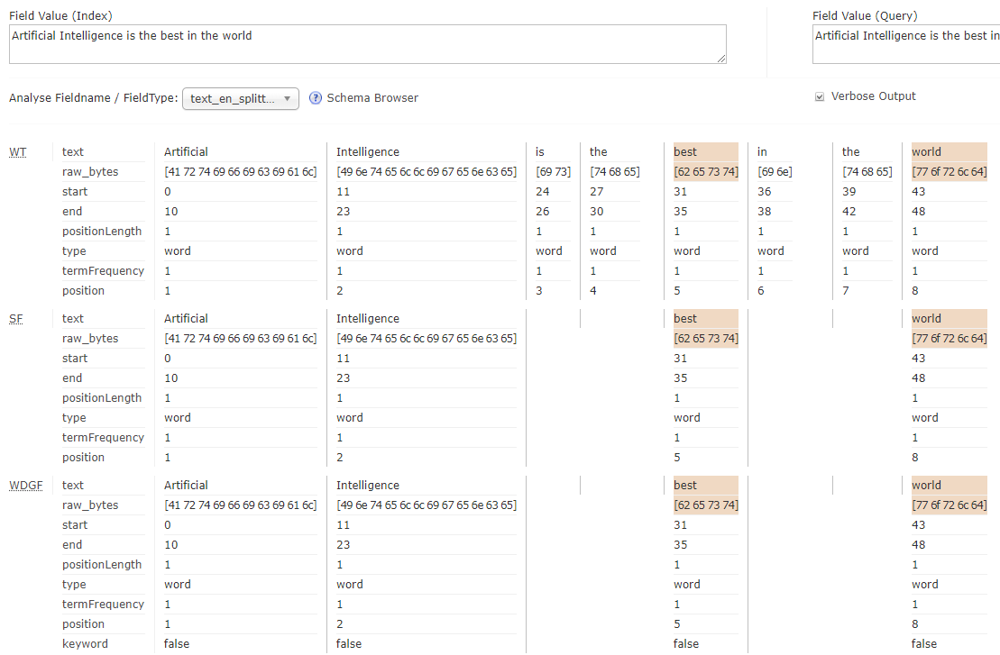 Field Value (Index) Field Value (Query)
Artificial Intelligence is the best in the world Artificial Intelligence is the best in
Analyse Fieldname / FieldType: text_en_splitt... ? Schema Browser Verbose Output
WT text Artificial Intelligence is the best in the world
raw_bytes [41 72 74 69 66 69 63 69 61 6c] [49 6e 74 65 6c 6c 69 67 65 6e 63 65] [69 73] [74 68 65] [62 65 73 74] [69 6e] [74 68 65] [77 6f 72 6c 64]
start 0 11 24 27 31 36 39 43
end 10 23 26 30 35 38 42 48
positionLength 1 1 1 1 1 1 1 1
type word word word word word word word word
termFrequency 1 1 1 1 1 1 1 1
position 1 2 3 4 5 6 7 8
SF text Artificial Intelligence best world
raw_bytes [41 72 74 69 66 69 63 69 61 6c] [49 6e 74 65 6c 6c 69 67 65 6e 63 65] [62 65 73 74] [77 6f 72 6c 64]
start 0 11 31 43
end 10 23 35 48
positionLength 1 1 1 1
type word word word word
termFrequency 1 1 1 1
position 1 2 5 8
WDGF text Artificial Intelligence best world
raw_bytes [41 72 74 69 66 69 63 69 61 6c] [49 6e 74 65 6c 6c 69 67 65 6e 63 65] [62 65 73 74] [77 6f 72 6c 64]
start 0 11 31 43
end 10 23 35 48
positionLength 1 1 1 1
type word word word word
termFrequency 1 1 1 1
position 1 2 5 8
keyword false false false false